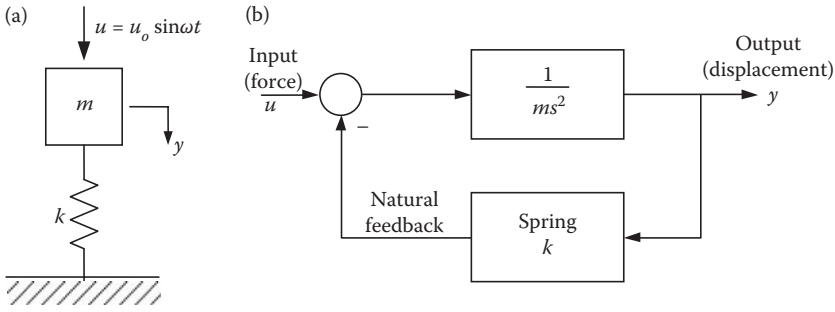 (a)
u = u_o sinωt
m
y
k
(b)
Input
(force)
u
−
1
ms²
Output
(displacement)
y
Natural
feedback
Spring
k